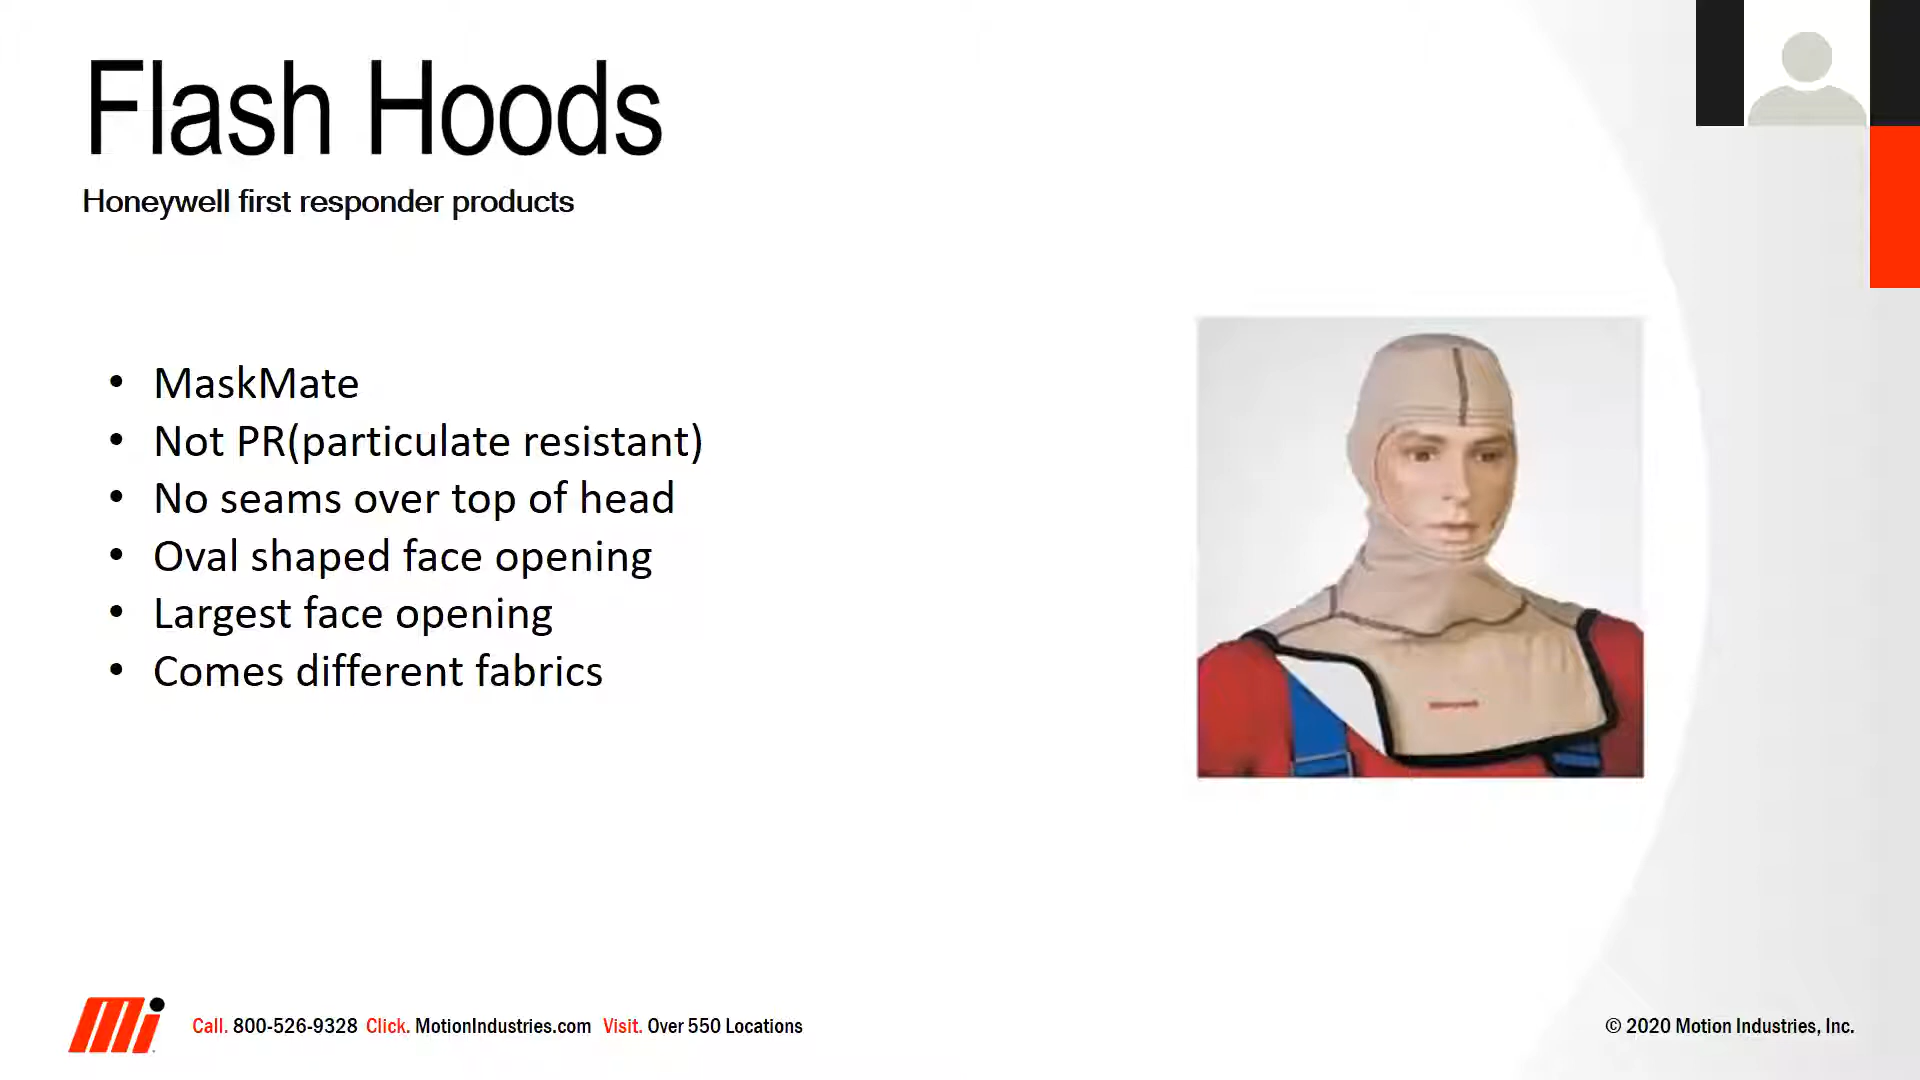 Flash Hoods
Honeywell first responder products
• MaskMate
• Not PR(particulate resistant)
• No seams over top of head
• Oval shaped face opening
• Largest face opening
• Comes different fabrics
Honeywell
Mi
Call. 800-526-9328 Click. MotionIndustries.com Visit. Over 550 Locations
© 2020 Motion Industries, Inc.